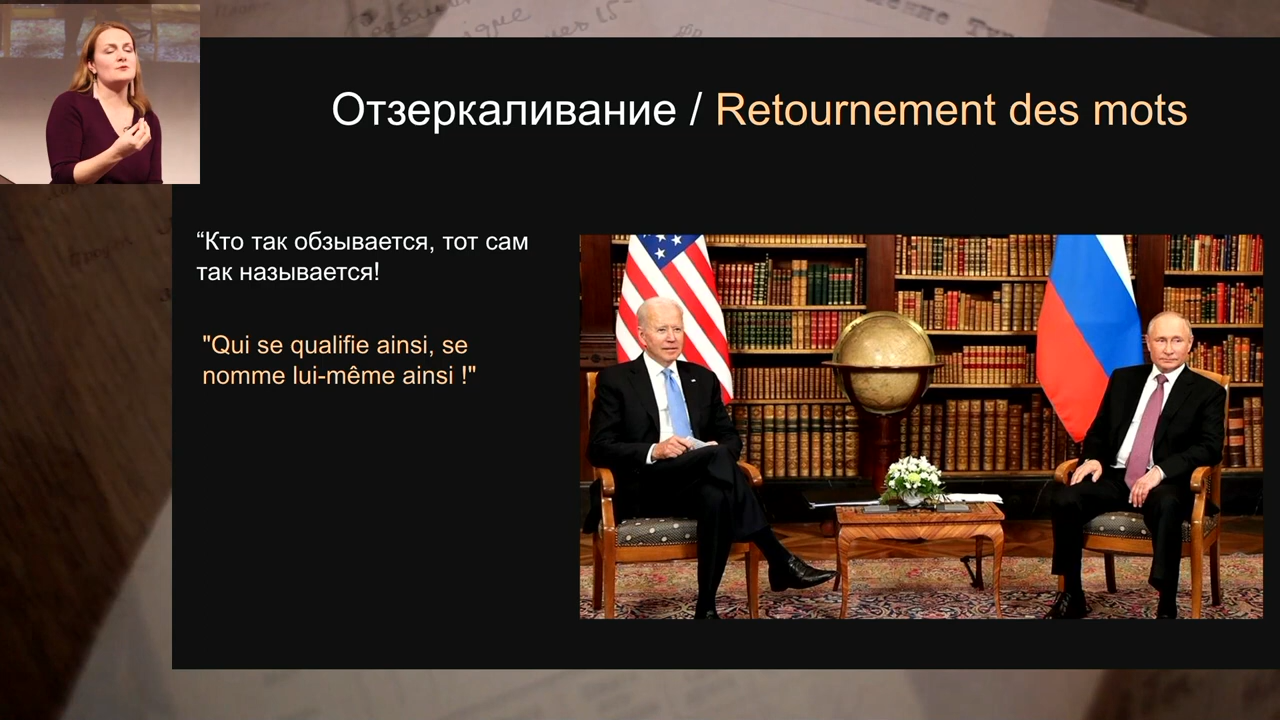 Отзеркаливание / Retournement des mots
“Кто так обзывается, тот сам
так называется!
"Qui se qualifie ainsi, se
nomme lui-même ainsi !"